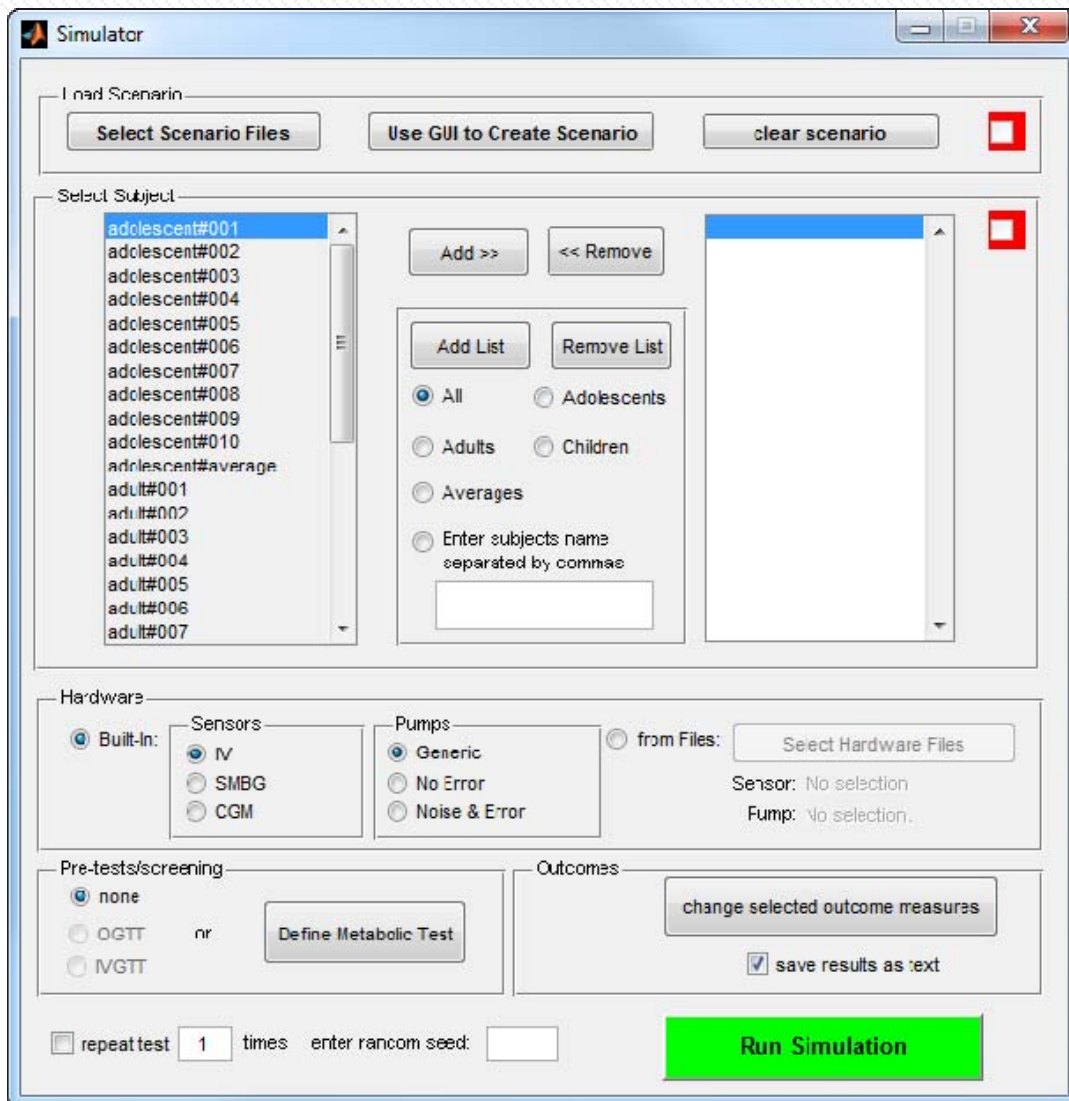 Simulator
Load Scenario
Select Scenario Files
Use GUI to Create Scenario
clear scenario
Select Subject
adolescent#001
adolescent#002
adolescent#003
adolescent#004
adolescent#005
adolescent#006
adolescent#007
adolescent#008
adolescent#009
adolescent#010
adolescent#average
adult#001
adult#002
adult#003
adult#004
adult#005
adult#006
adult#007
Add >>
<< Remove
Add List
Remove List
All
Adolescents
Adults
Children
Averages
Enter subjects name
separated by commas
Hardware
Built-In:
Sensors
IV
SMBG
CGM
Pumps
Generic
No Error
Noise & Error
from Files:
Select Hardware Files
Sensor: No selection
Pump: No selection.
Pre-tests/screening
none
OGTT
or
IVGTT
Define Metabolic Test
Outcomes
change selected outcome measures
save results as text
repeat test 1 times
enter random seed:
Run Simulation